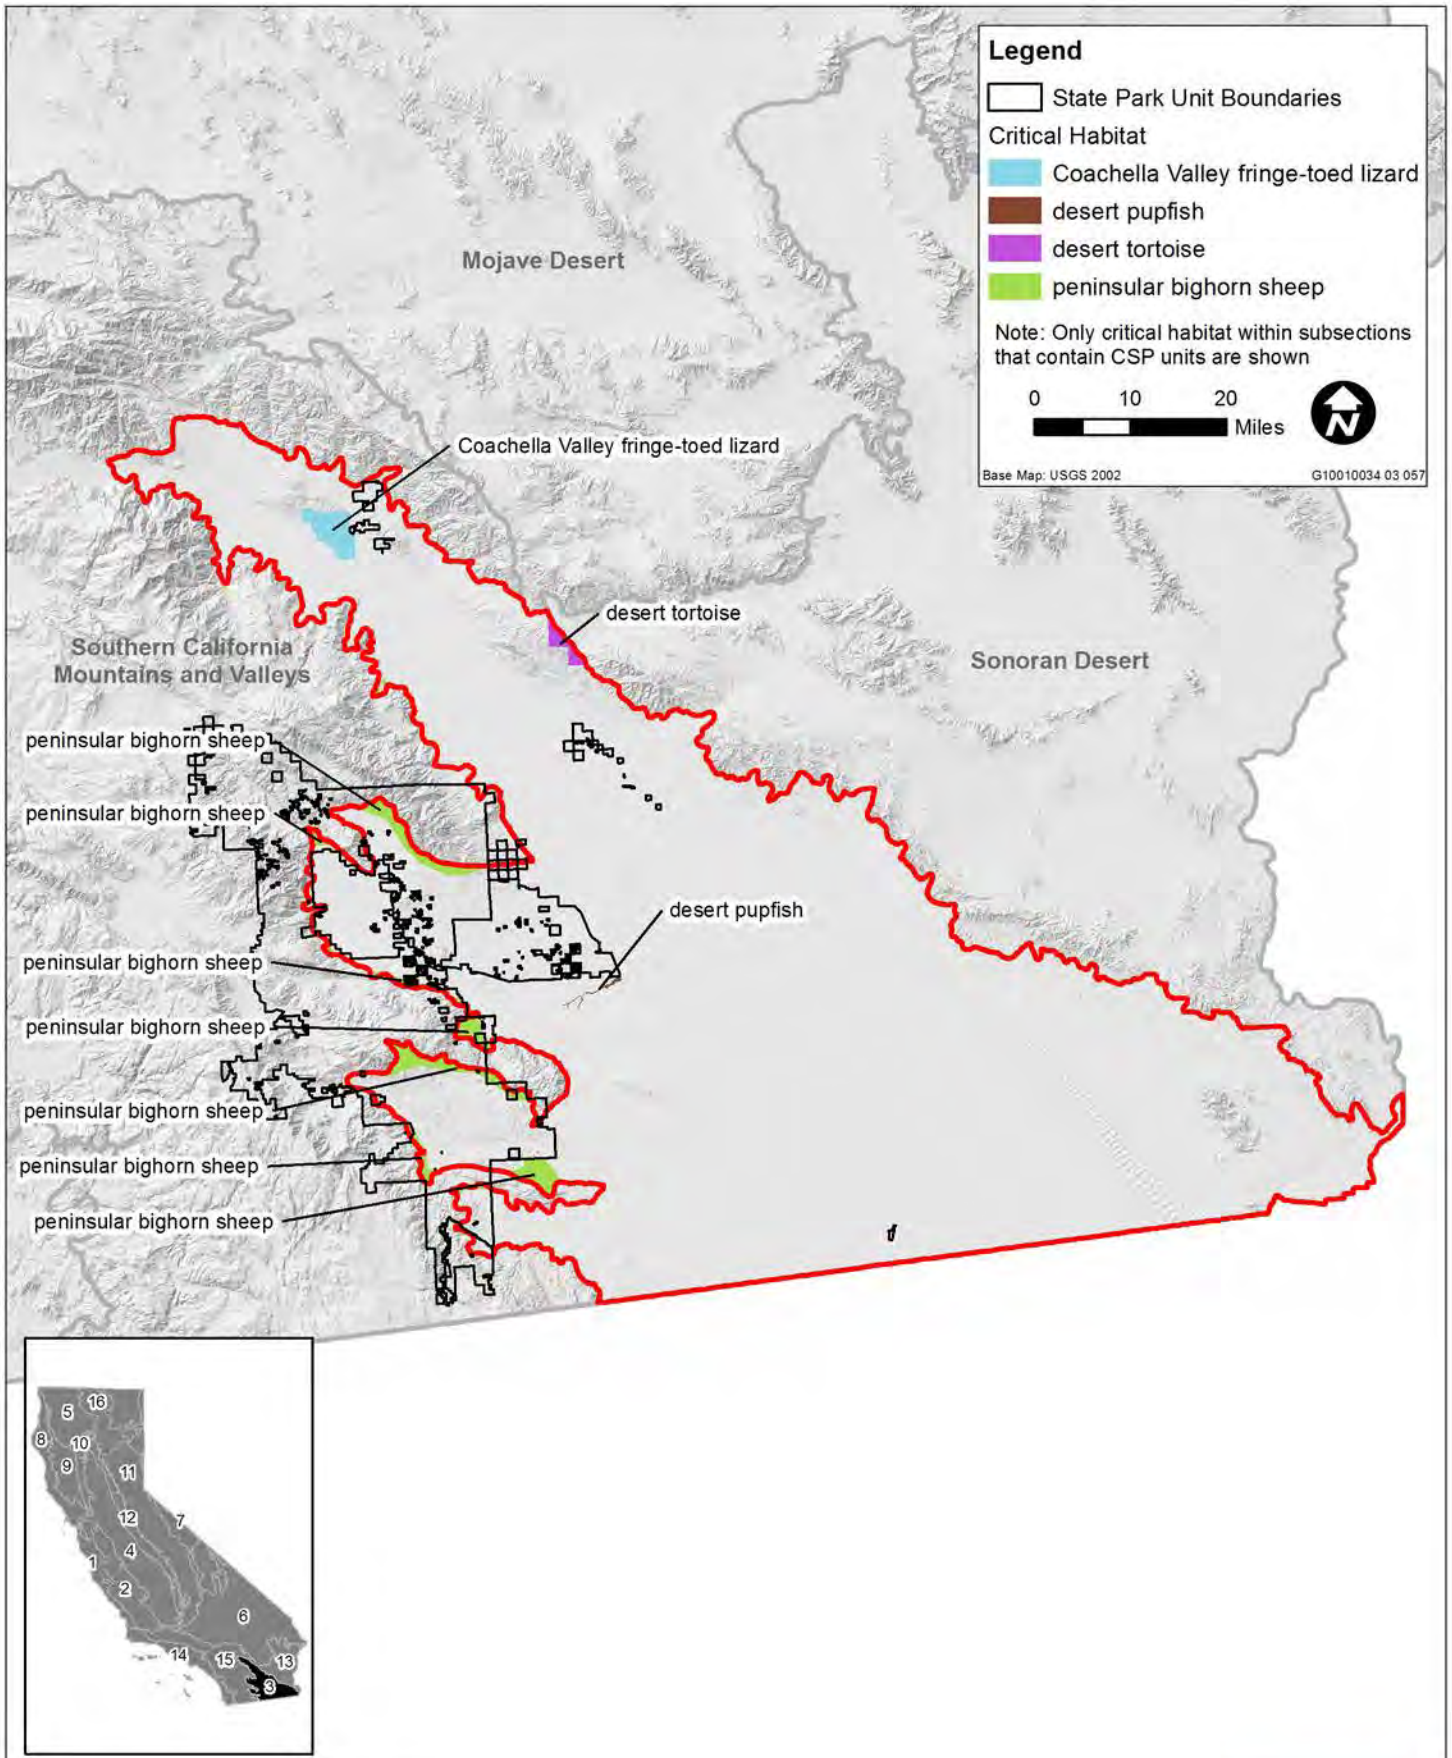 Legend
State Park Unit Boundaries
Critical Habitat
Coachella Valley fringe-toed lizard
desert pupfish
desert tortoise
peninsular bighorn sheep
Note: Only critical habitat within subsections
that contain CSP units are shown
0 10 20
Miles
N
Base Map: USGS 2002 G10010034 03 057
Mojave Desert
Coachella Valley fringe-toed lizard
desert tortoise
Southern California
Mountains and Valleys
Sonoran Desert
peninsular bighorn sheep
peninsular bighorn sheep
desert pupfish
peninsular bighorn sheep
peninsular bighorn sheep
peninsular bighorn sheep
peninsular bighorn sheep
peninsular bighorn sheep
16
5
8
10
9
11
12
7
4
1
2
6
14
15
13
3